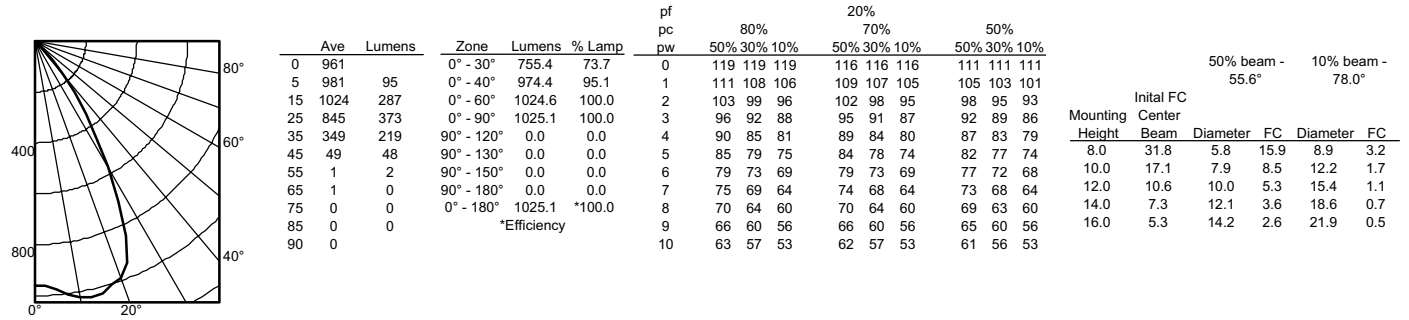 80°
60°
40°
400
800
0° 20°
Ave Lumens
0 961
5 981 95
15 1024 287
25 845 373
35 349 219
45 49 48
55 1 2
65 1 0
75 0 0
85 0 0
90 0
Zone Lumens % Lamp
0° - 30° 755.4 73.7
0° - 40° 974.4 95.1
0° - 60° 1024.6 100.0
0° - 90° 1025.1 100.0
90° - 120° 0.0 0.0
90° - 130° 0.0 0.0
90° - 150° 0.0 0.0
90° - 180° 0.0 0.0
0° - 180° 1025.1 *100.0
*Efficiency
pf 20%
pc 80% 70% 50%
pw 50% 30% 10% 50% 30% 10% 50% 30% 10%
0 119 119 119 116 116 116 111 111 111
1 111 108 106 109 107 105 105 103 101
2 103 99 96 102 98 95 98 95 93
3 96 92 88 95 91 87 92 89 86
4 90 85 81 89 84 80 87 83 79
5 85 79 75 84 78 74 82 77 74
6 79 73 69 79 73 69 77 72 68
7 75 69 64 74 68 64 73 68 64
8 70 64 60 70 64 60 69 63 60
9 66 60 56 66 60 56 65 60 56
10 63 57 53 62 57 53 61 56 53
50% beam - 10% beam -
55.6° 78.0°
Inital FC
Mounting Center
Height Beam Diameter FC Diameter FC
8.0 31.8 5.8 15.9 8.9 3.2
10.0 17.1 7.9 8.5 12.2 1.7
12.0 10.6 10.0 5.3 15.4 1.1
14.0 7.3 12.1 3.6 18.6 0.7
16.0 5.3 14.2 2.6 21.9 0.5